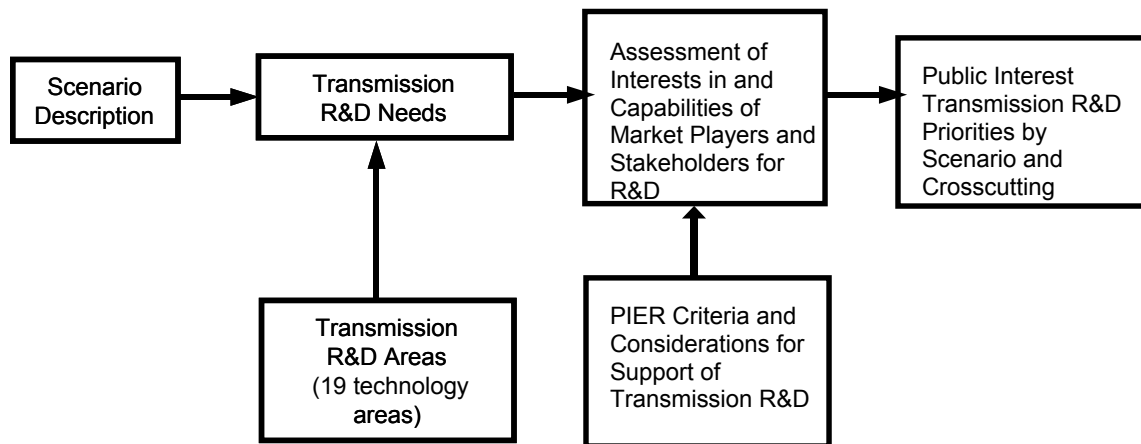 Scenario
Description
Transmission
R&D Needs
Assessment of
Interests in and
Capabilities of
Market Players and
Stakeholders for
R&D
Public Interest
Transmission R&D
Priorities by
Scenario and
Crosscutting
Transmission
R&D Areas
(19 technology
areas)
PIER Criteria and
Considerations for
Support of
Transmission R&D